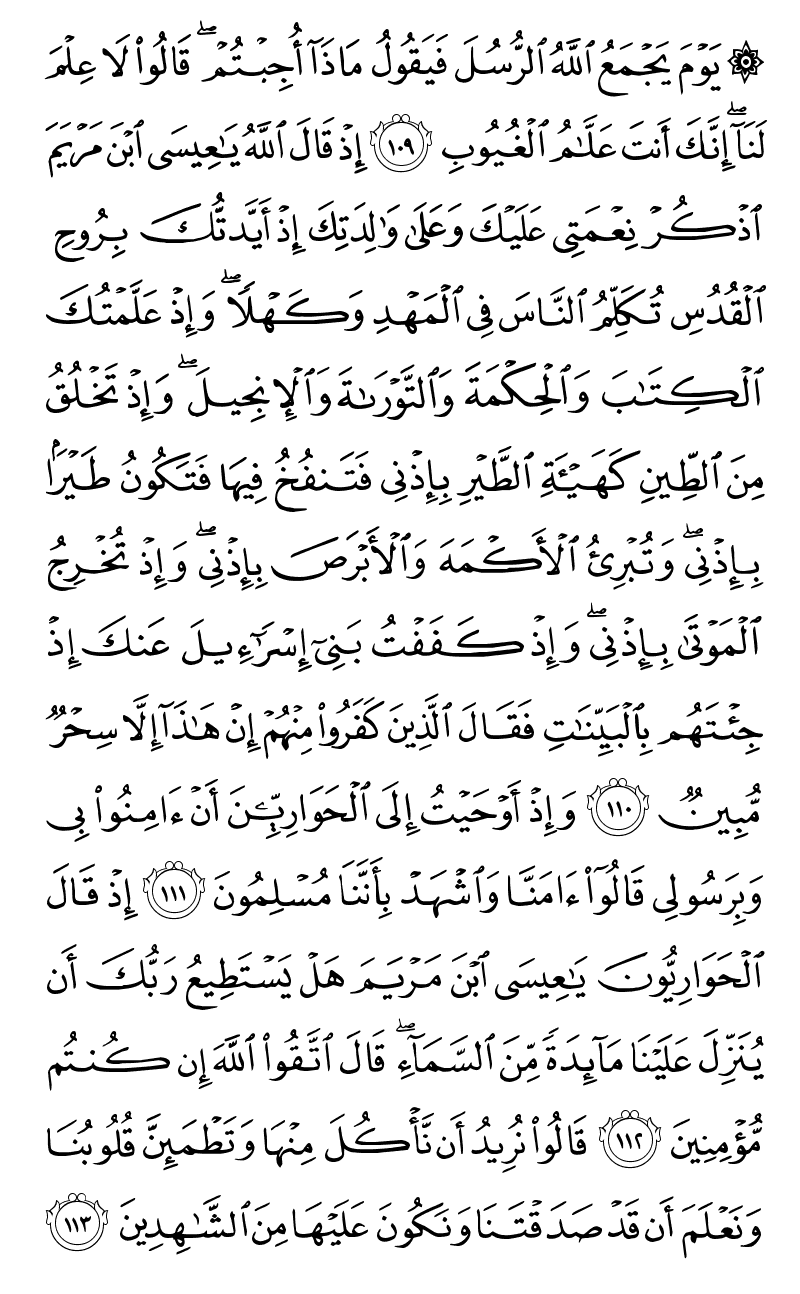 ۞ يَوْمَ يَجْمَعُ ٱللَّهُ ٱلرُّسُلَ فَيَقُولُ مَاذَآ أُجِبْتُمْ ۖ قَالُوا۟ لَا عِلْمَ
لَنَآ ۖ إِنَّكَ أَنتَ عَلَّـٰمُ ٱلْغُيُوبِ ١٠٩ إِذْ قَالَ ٱللَّهُ يَـٰعِيسَى ٱبْنَ مَرْيَمَ
ٱذْكُرْ نِعْمَتِى عَلَيْكَ وَعَلَىٰ وَٰلِدَتِكَ إِذْ أَيَّدتُّكَ بِرُوحِ
ٱلْقُدُسِ تُكَلِّمُ ٱلنَّاسَ فِى ٱلْمَهْدِ وَكَهْلًا ۖ وَإِذْ عَلَّمْتُكَ
ٱلْكِتَـٰبَ وَٱلْحِكْمَةَ وَٱلتَّوْرَىٰةَ وَٱلْإِنجِيلَ ۖ وَإِذْ تَخْلُقُ
مِنَ ٱلطِّينِ كَهَيْـَٔةِ ٱلطَّيْرِ بِإِذْنِى فَتَنفُخُ فِيهَا فَتَكُونُ طَيْرًۢا
بِإِذْنِى ۖ وَتُبْرِئُ ٱلْأَكْمَهَ وَٱلْأَبْرَصَ بِإِذْنِى ۖ وَإِذْ تُخْرِجُ
ٱلْمَوْتَىٰ بِإِذْنِى ۖ وَإِذْ كَفَفْتُ بَنِىٓ إِسْرَٰٓءِيلَ عَنكَ إِذْ
جِئْتَهُم بِٱلْبَيِّنَـٰتِ فَقَالَ ٱلَّذِينَ كَفَرُوا۟ مِنْهُمْ إِنْ هَـٰذَآ إِلَّا سِحْرٌ
مُّبِينٌ ١١٠ وَإِذْ أَوْحَيْتُ إِلَى ٱلْحَوَارِيِّـۧنَ أَنْ ءَامِنُوا۟ بِى
وَبِرَسُولِى قَالُوٓا۟ ءَامَنَّا وَٱشْهَدْ بِأَنَّنَا مُسْلِمُونَ ١١١ إِذْ قَالَ
ٱلْحَوَارِيُّونَ يَـٰعِيسَى ٱبْنَ مَرْيَمَ هَلْ يَسْتَطِيعُ رَبُّكَ أَن
يُنَزِّلَ عَلَيْنَا مَآئِدَةً مِّنَ ٱلسَّمَآءِ ۖ قَالَ ٱتَّقُوا۟ ٱللَّهَ إِن كُنتُم
مُّؤْمِنِينَ ١١٢ قَالُوا۟ نُرِيدُ أَن نَّأْكُلَ مِنْهَا وَتَطْمَئِنَّ قُلُوبُنَا
وَنَعْلَمَ أَن قَدْ صَدَقْتَنَا وَنَكُونَ عَلَيْهَا مِنَ ٱلشَّـٰهِدِينَ ١١٣